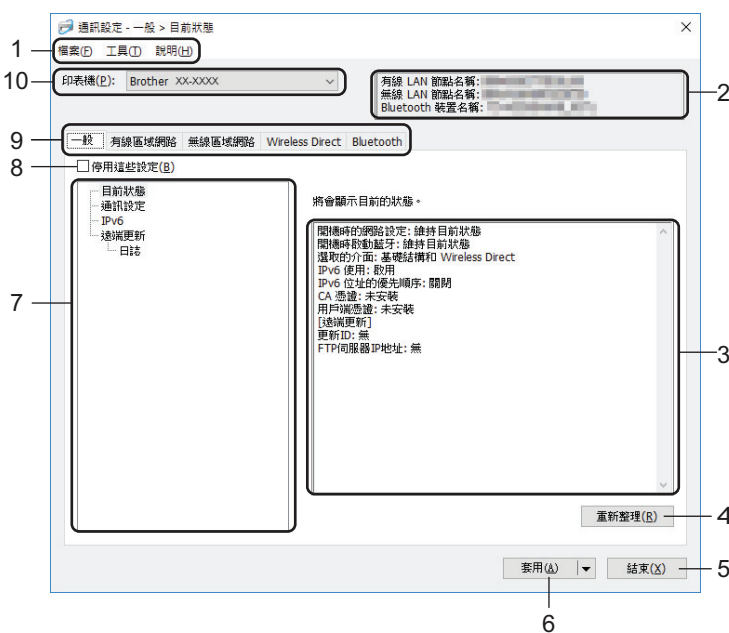 通訊設定 - 一般 > 目前狀態
1
檔案(F) 工具(T) 說明(H)
10
印表機(P): Brother XX-XXXX
有線 LAN 節點名稱:
無線 LAN 節點名稱:
Bluetooth 裝置名稱:
2
9
一般 有線區域網路 無線區域網路 Wireless Direct Bluetooth
8
停用這些設定(B)
目前狀態
通訊設定
IPv6
遠端更新
日誌
7
將會顯示目前的狀態。
開機時的網路設定: 維持目前狀態
開機時啟動藍牙: 維持目前狀態
選取的介面: 基礎結構和 Wireless Direct
IPv6 使用: 啟用
IPv6 位址的優先順序: 關閉
CA 憑證: 未安裝
用戶端憑證: 未安裝
[遠端更新]
更新ID: 無
FTP伺服器IP地址: 無
3
重新整理(R)
4
套用(A)
結束(X)
5
6